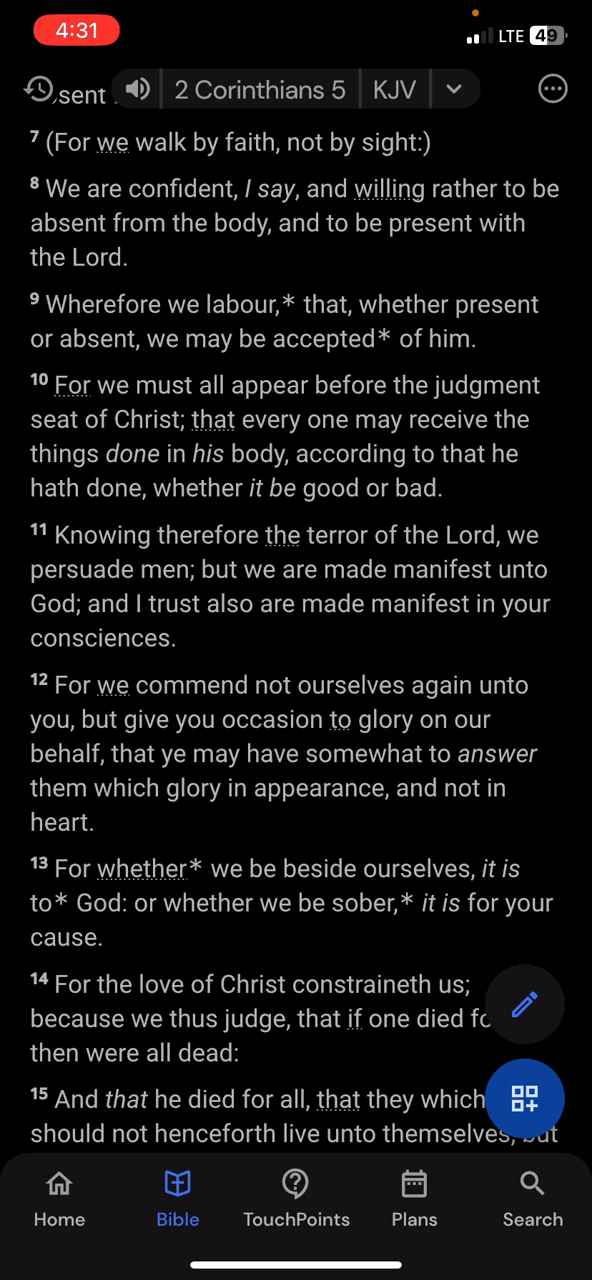 4:31
LTE 49
sent
2 Corinthians 5 KJV
7 (For we walk by faith, not by sight:)
8 We are confident, I say, and willing rather to be
absent from the body, and to be present with
the Lord.
9 Wherefore we labour,* that, whether present
or absent, we may be accepted* of him.
10 For we must all appear before the judgment
seat of Christ; that every one may receive the
things done in his body, according to that he
hath done, whether it be good or bad.
11 Knowing therefore the terror of the Lord, we
persuade men; but we are made manifest unto
God; and I trust also are made manifest in your
consciences.
12 For we commend not ourselves again unto
you, but give you occasion to glory on our
behalf, that ye may have somewhat to answer
them which glory in appearance, and not in
heart.
13 For whether* we be beside ourselves, it is
to* God: or whether we be sober,* it is for your
cause.
14 For the love of Christ constraineth us;
because we thus judge, that if one died
then were all dead:
15 And that he died for all, that they which
should not henceforth live unto themselves, but
Home Bible TouchPoints Plans Search